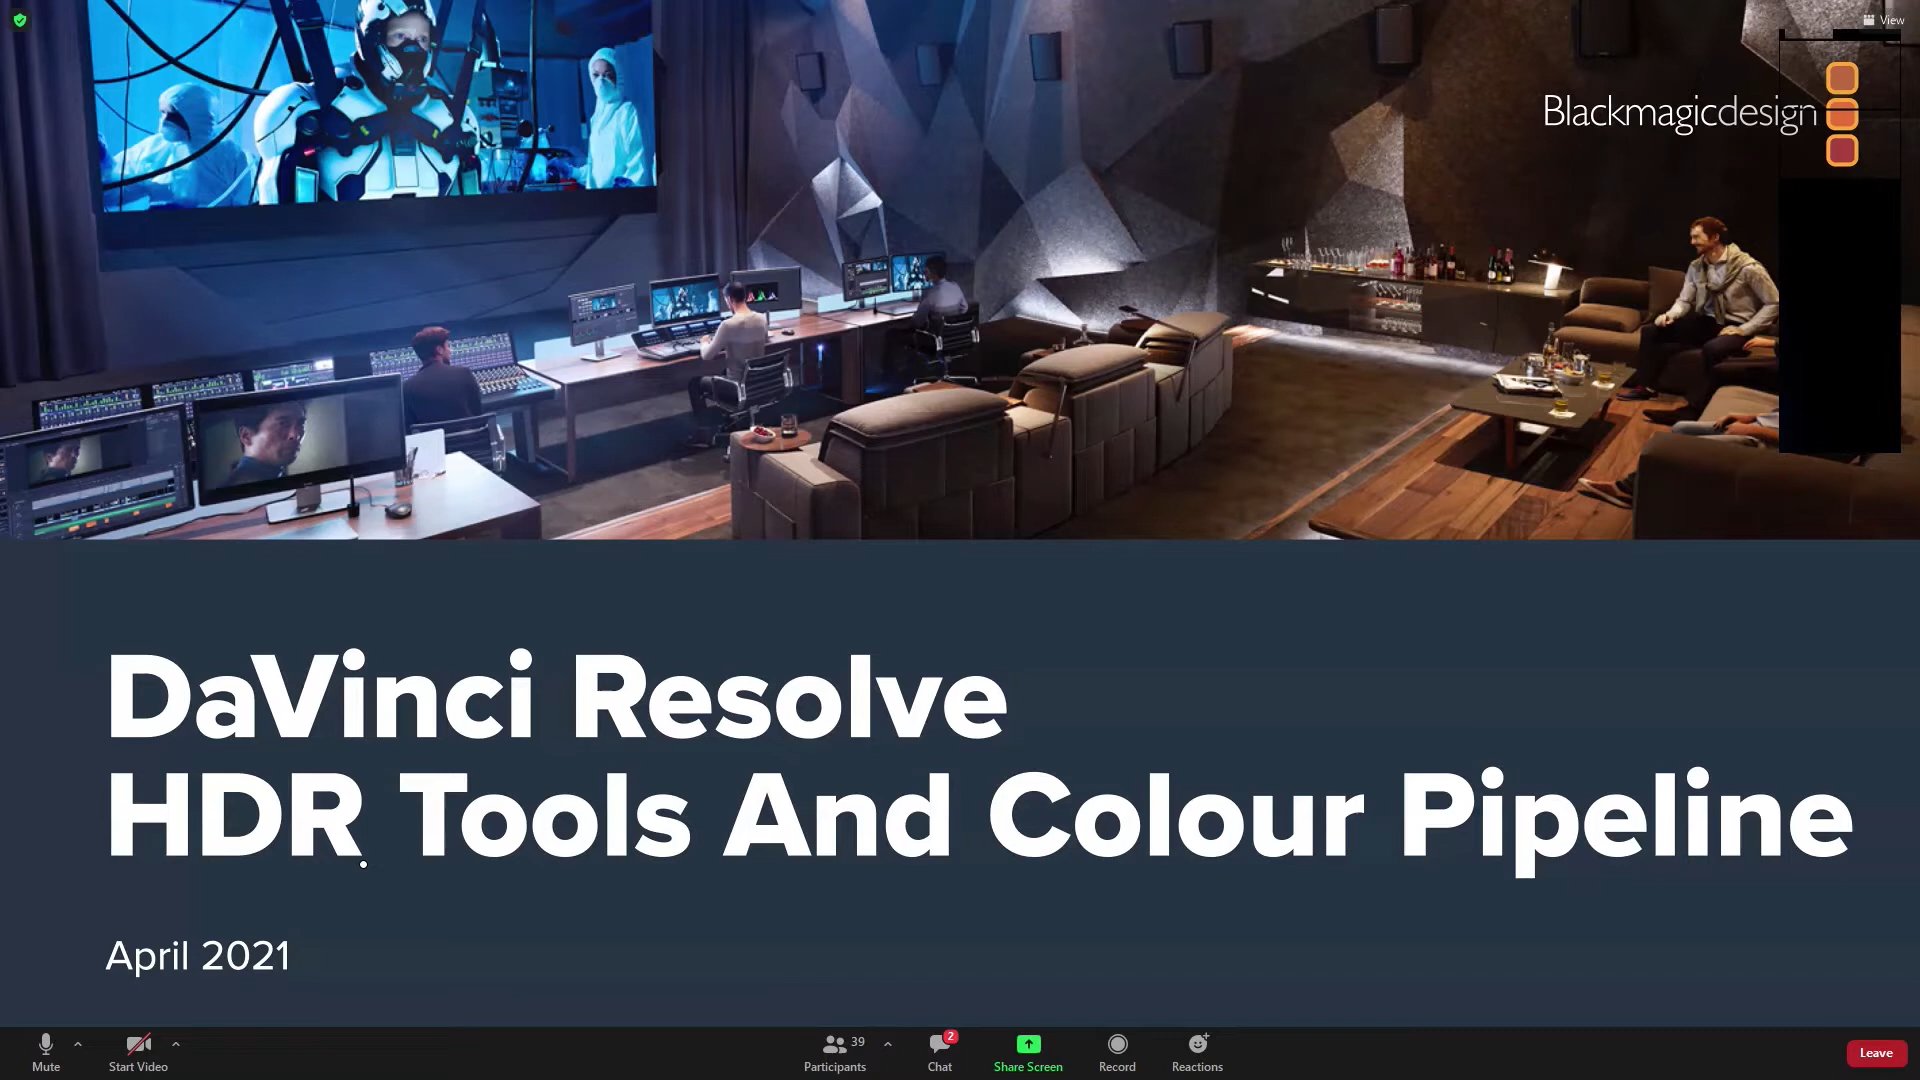 View
Blackmagicdesign
DaVinci Resolve
HDR Tools And Colour Pipeline
April 2021
Mute
Start Video
39
Participants
2
Chat
Share Screen
Record
Reactions
Leave